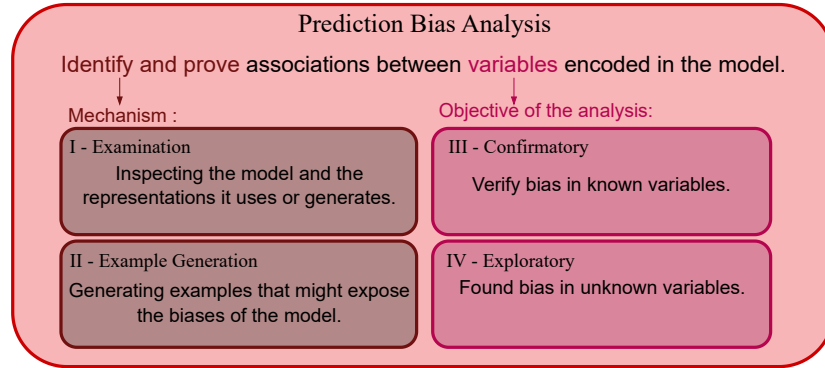 Prediction Bias Analysis
Identify and prove associations between variables encoded in the model.
Mechanism :
I - Examination
Inspecting the model and the
representations it uses or generates.
II - Example Generation
Generating examples that might expose
the biases of the model.
Objective of the analysis:
III - Confirmatory
Verify bias in known variables.
IV - Exploratory
Found bias in unknown variables.